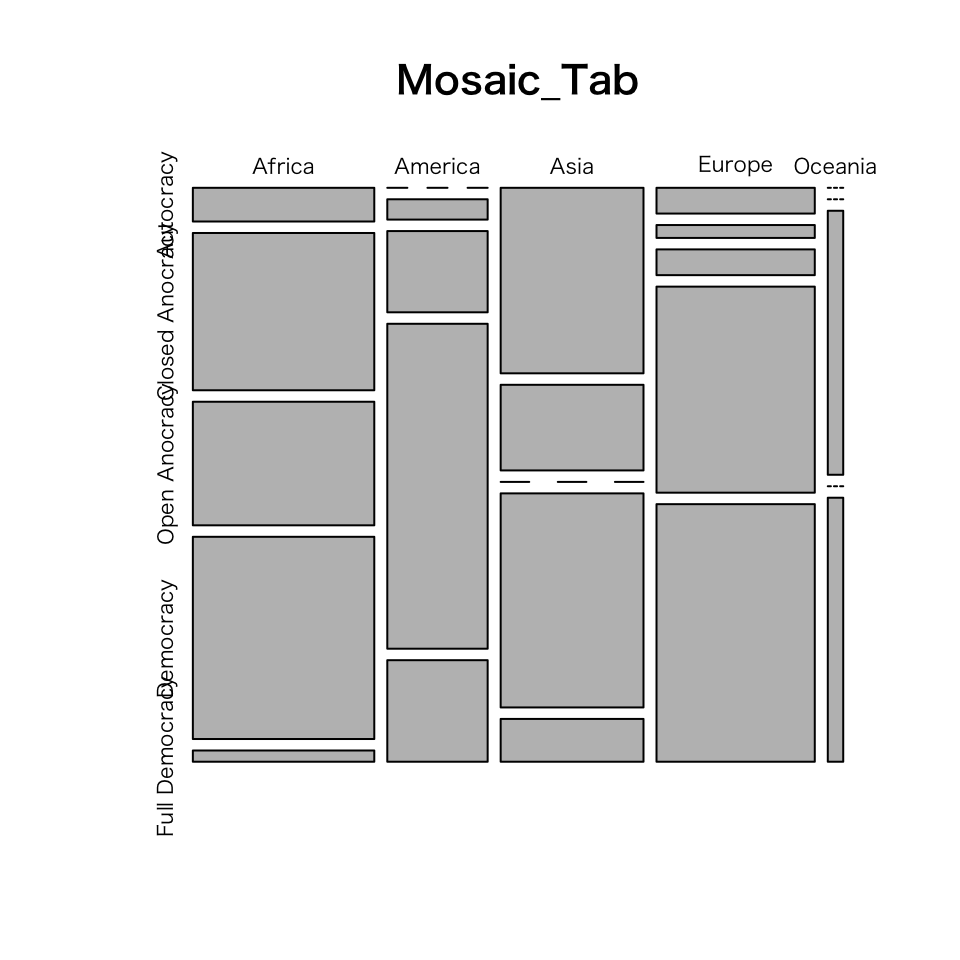 Mosaic_Tab
Africa America Asia Europe Oceania
Autocracy
Closed Anocracy
Open Anocracy
Democracy
Full Democracy